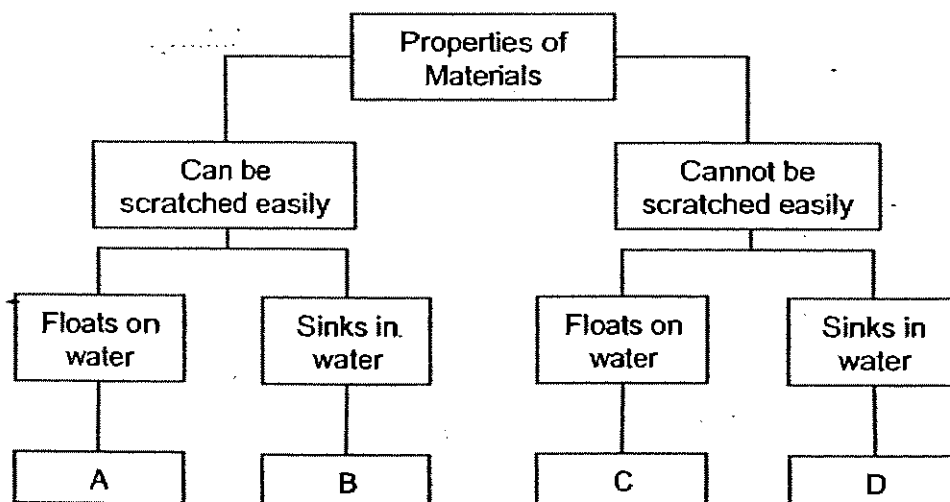 Properties of
Materials
Can be
scratched easily
Cannot be
scratched easily
Floats on
water
Sinks in
water
Floats on
water
Sinks in
water
A
B
C
D